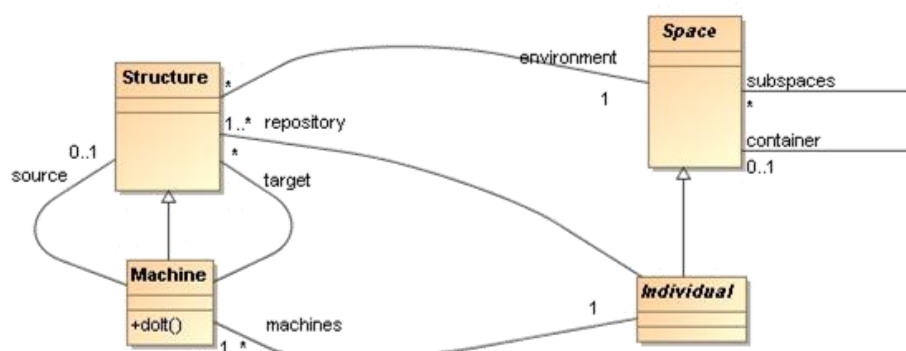 Space
environment
Structure
*
1
subspaces
*
1..* repository
container
0..1
*
0..1
source
target
Machine
Individual
+doIt()
machines
1
1..*